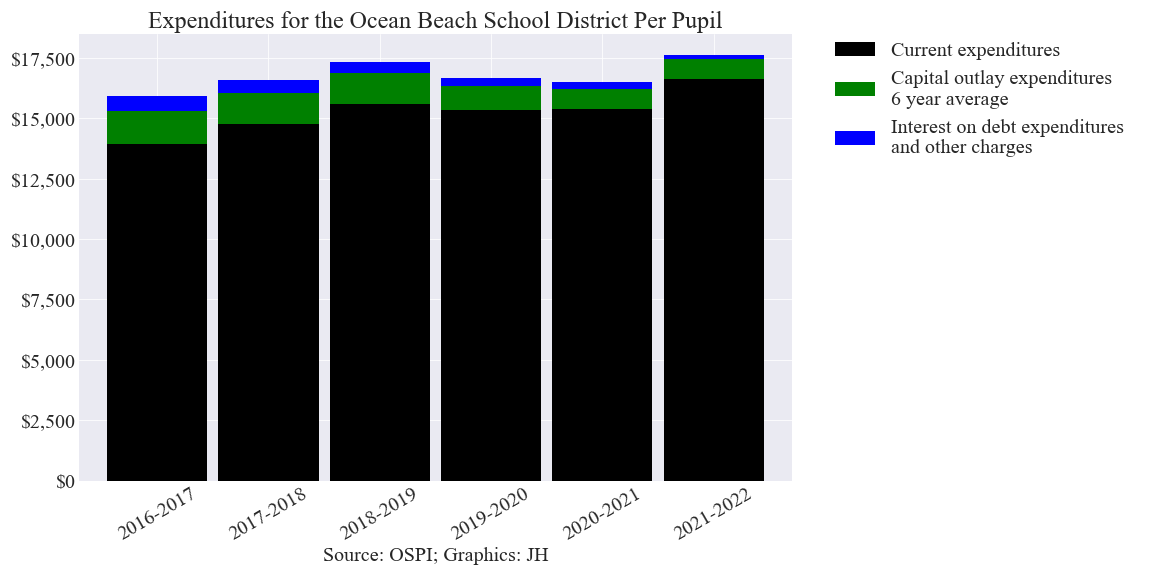 Expenditures for the Ocean Beach School District Per Pupil
$17,500
$15,000
$12,500
$10,000
$7,500
$5,000
$2,500
$0
2016-2017
2017-2018
2018-2019
2019-2020
2020-2021
2021-2022
Source: OSPI; Graphics: JH
Current expenditures
Capital outlay expenditures
6 year average
Interest on debt expenditures
and other charges